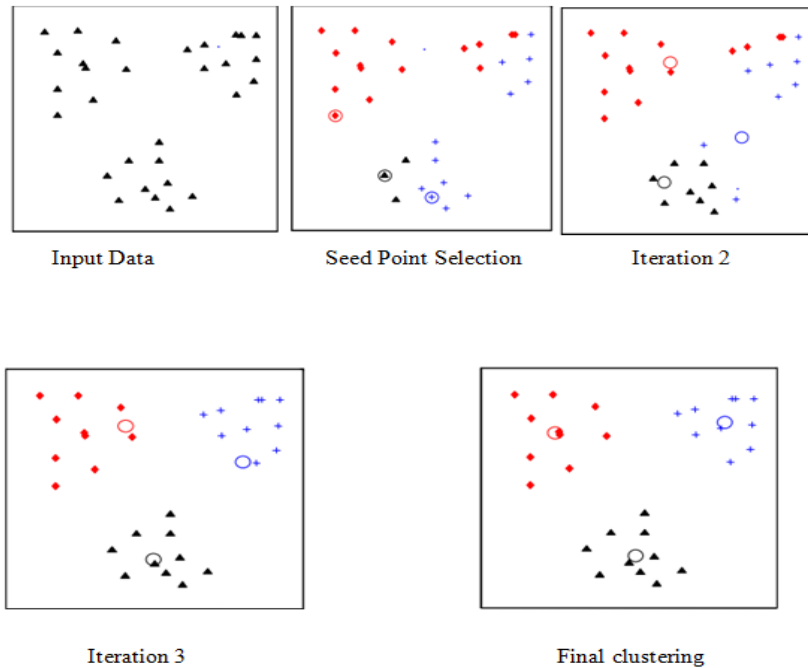 Input Data
Seed Point Selection
Iteration 2
Iteration 3
Final clustering